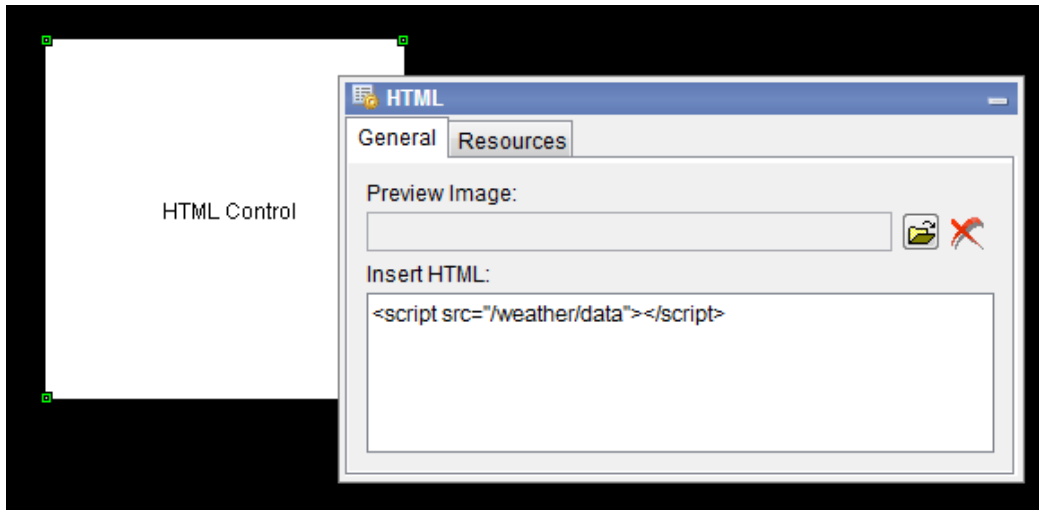 HTML
General Resources
Preview Image:
HTML Control
Insert HTML:
<script src="/weather/data"></script>